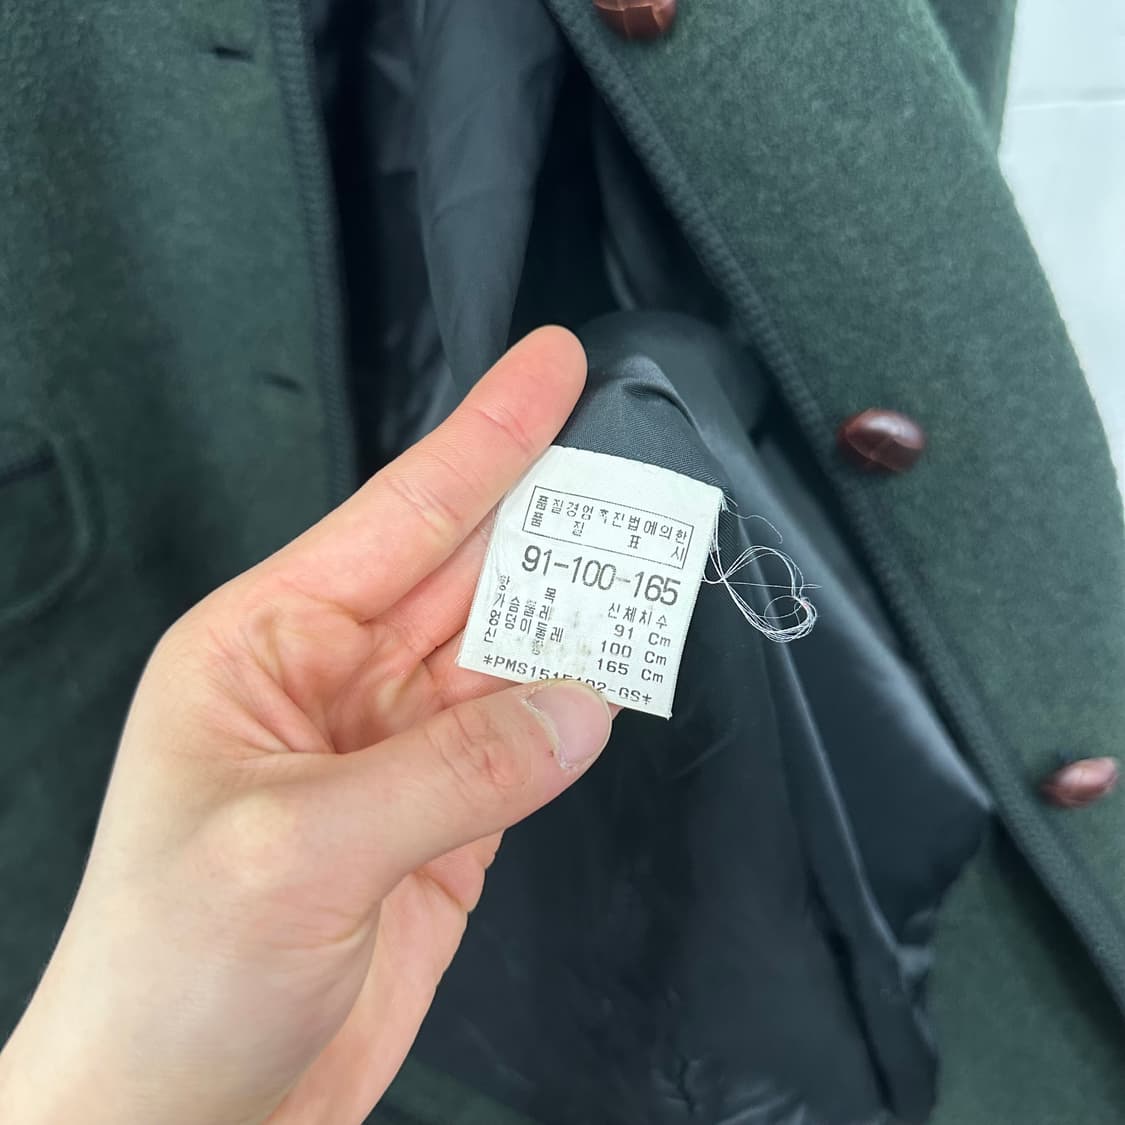 품질경영촉진법에의한
품 질 표 시
91-100-165
항 목 신체치수
가슴둘레 91 Cm
엉덩이둘레 100 Cm
신 165 Cm